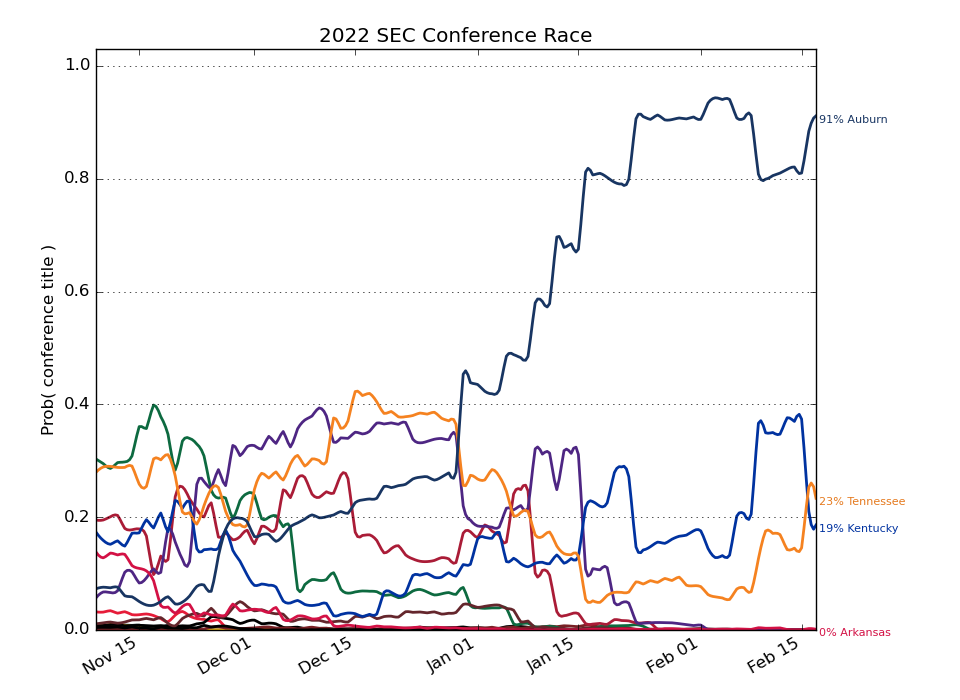 2022 SEC Conference Race
Prob( conference title )
1.0
0.8
0.6
0.4
0.2
0.0
91% Auburn
23% Tennessee
19% Kentucky
0% Arkansas
Nov 15
Dec 01
Dec 15
Jan 01
Jan 15
Feb 01
Feb 15